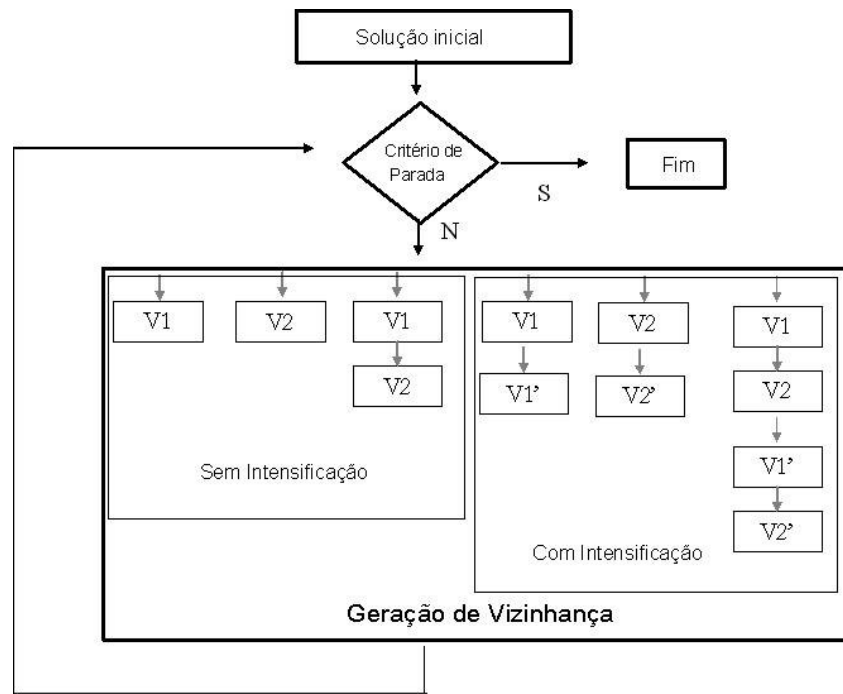 Solução inicial
Critério de
Parada
Fim
S
N
V1
V2
V1
V2
Sem Intensificação
V1
V1’
V2
V2’
V1
V2
V1’
V2’
Com Intensificação
Geração de Vizinhança